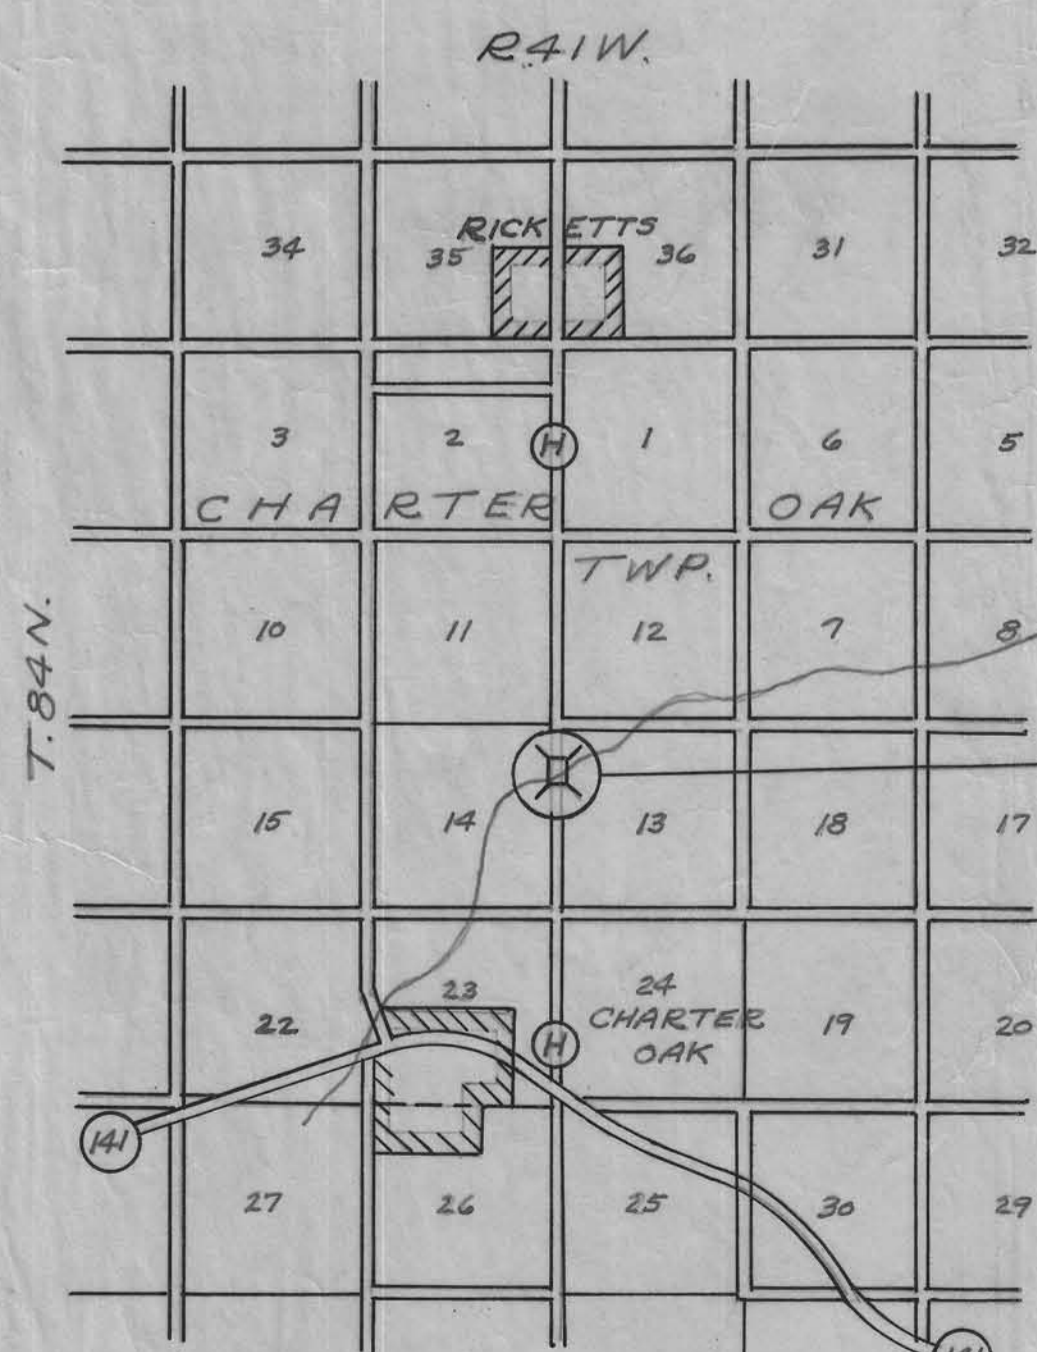 R.41W.
RICKETTS
34 35 36 31 32
3 2 H 1 6 5
CHARTER OAK
TWP.
T.84N.
10 11 12 7 8
15 14 13 18 17
23 24
CHARTER
22 19 20
OAK
H
141
27 26 25 30 29